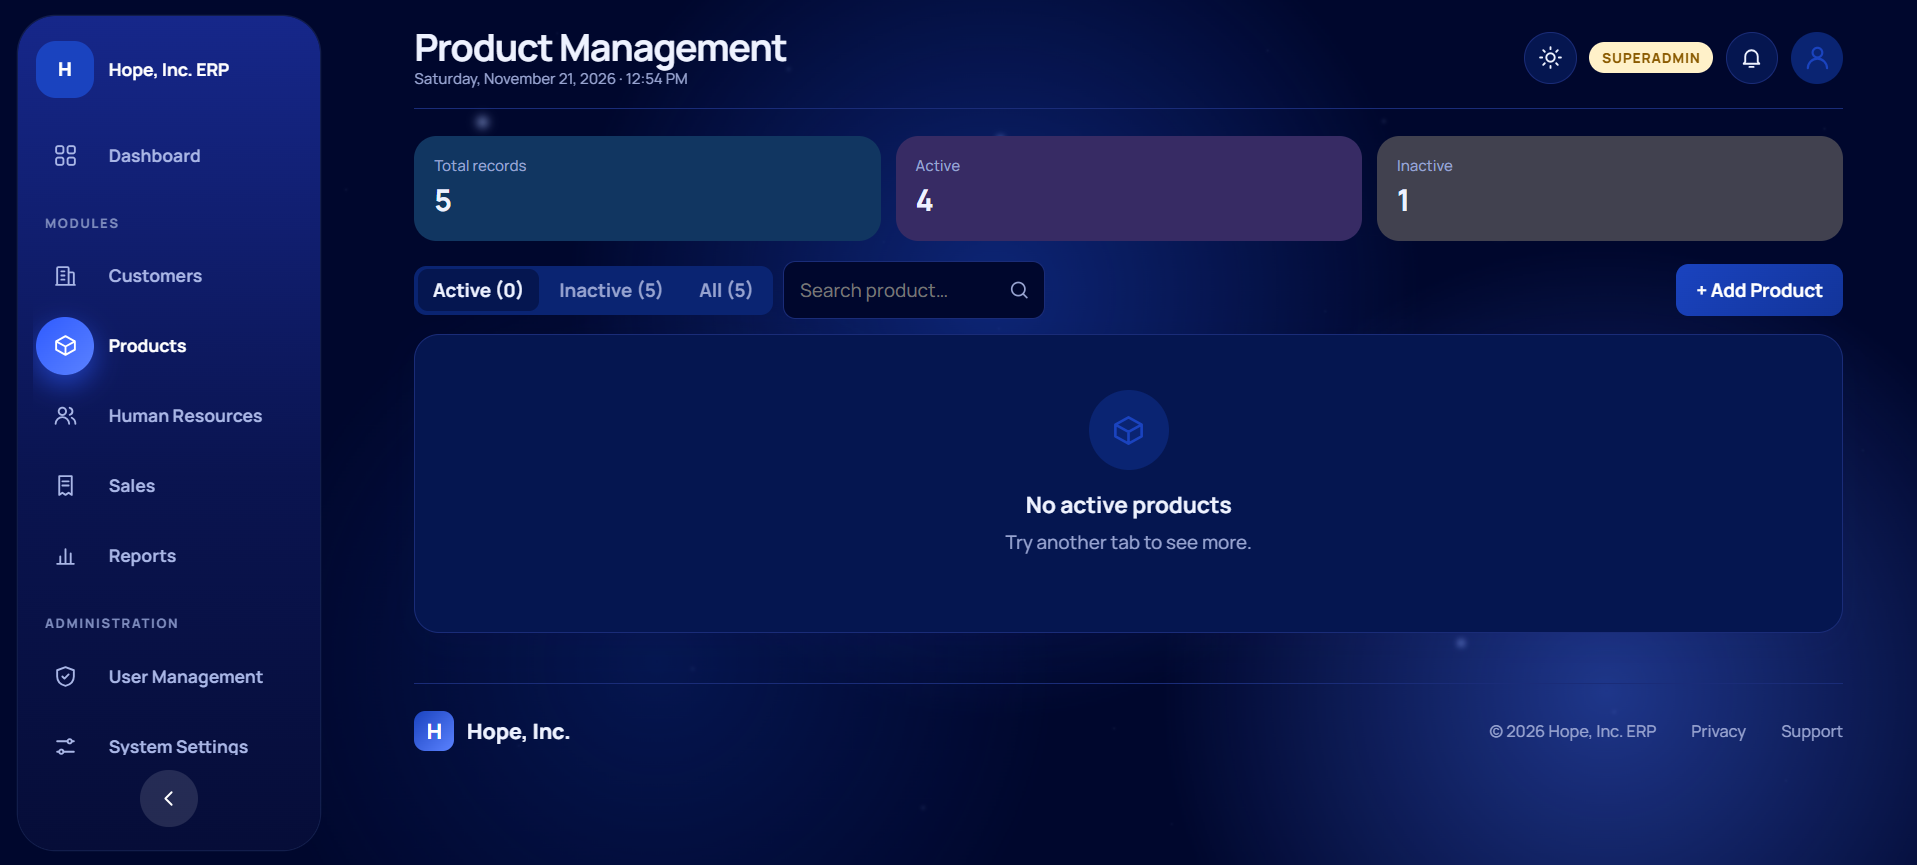 H
Hope, Inc. ERP
Dashboard
MODULES
Customers
Products
Human Resources
Sales
Reports
ADMINISTRATION
User Management
System Settings
Product Management
Saturday, November 21, 2026 · 12:54 PM
SUPERADMIN
Total records
5
Active
4
Inactive
1
Active (0)
Inactive (5)
All (5)
Search product...
+ Add Product
No active products
Try another tab to see more.
H
Hope, Inc.
© 2026 Hope, Inc. ERP
Privacy
Support